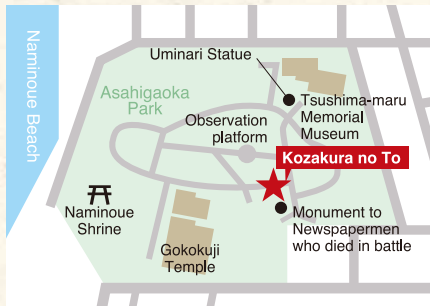 Uminari Statue
Naminoue Beach
Asahigaoka
Park
Tsushima-maru
Memorial
Museum
Observation
platform
Kozakura no To
Naminoue
Shrine
Monument to
Newspapermen
who died in battle
Gokokuji
Temple